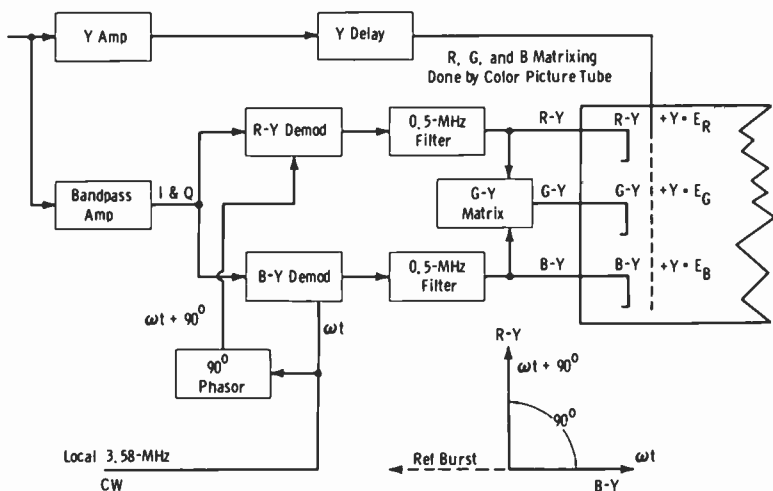 Y Amp
Y Delay
R, G, and B Matrixing
Done by Color Picture Tube
R-Y Demod
0.5-MHz
Filter
R-Y
R-Y
+Y • E_R
Bandpass
Amp
I & Q
G-Y
Matrix
G-Y
G-Y
+Y • E_G
B-Y Demod
0.5-MHz
Filter
B-Y
B-Y
+Y • E_B
ωt + 90°
ωt
90°
Phasor
R-Y
ωt + 90°
90°
Local 3.58-MHz
CW
Ref Burst
ωt
B-Y